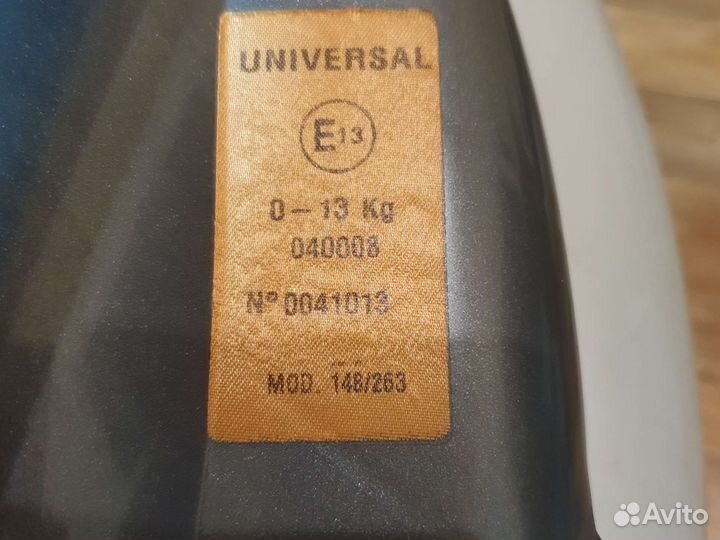 UNIVERSAL
E13
0 - 13 Kg
040008
Nº 0041013
MOD. 148/263
Avito